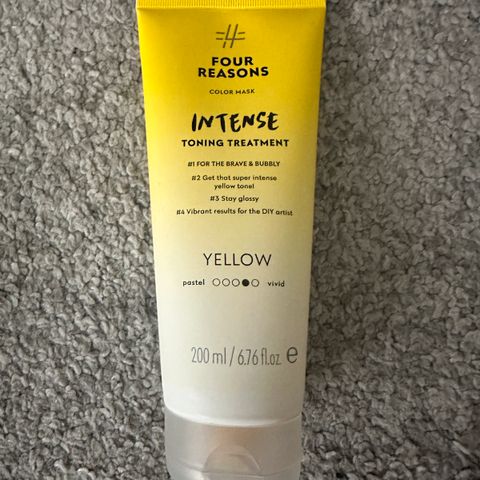 FOUR
REASONS
COLOR MASK
INTENSE
TONING TREATMENT
#1 FOR THE BRAVE & BUBBLY
#2 Get that super intense
yellow tone!
#3 Stay glossy
#4 Vibrant results for the DIY artist
YELLOW
pastel vivid
200 ml / 6.76 fl.oz. e